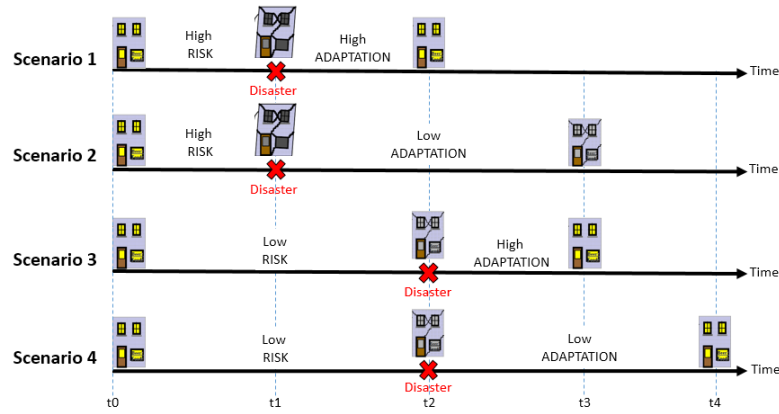 High
RISK
High
ADAPTATION
Scenario 1
Time
Disaster
High
RISK
Low
ADAPTATION
Scenario 2
Time
Disaster
Low
RISK
High
ADAPTATION
Scenario 3
Time
Disaster
Low
RISK
Low
ADAPTATION
Scenario 4
Time
Disaster
t0
t1
t2
t3
t4